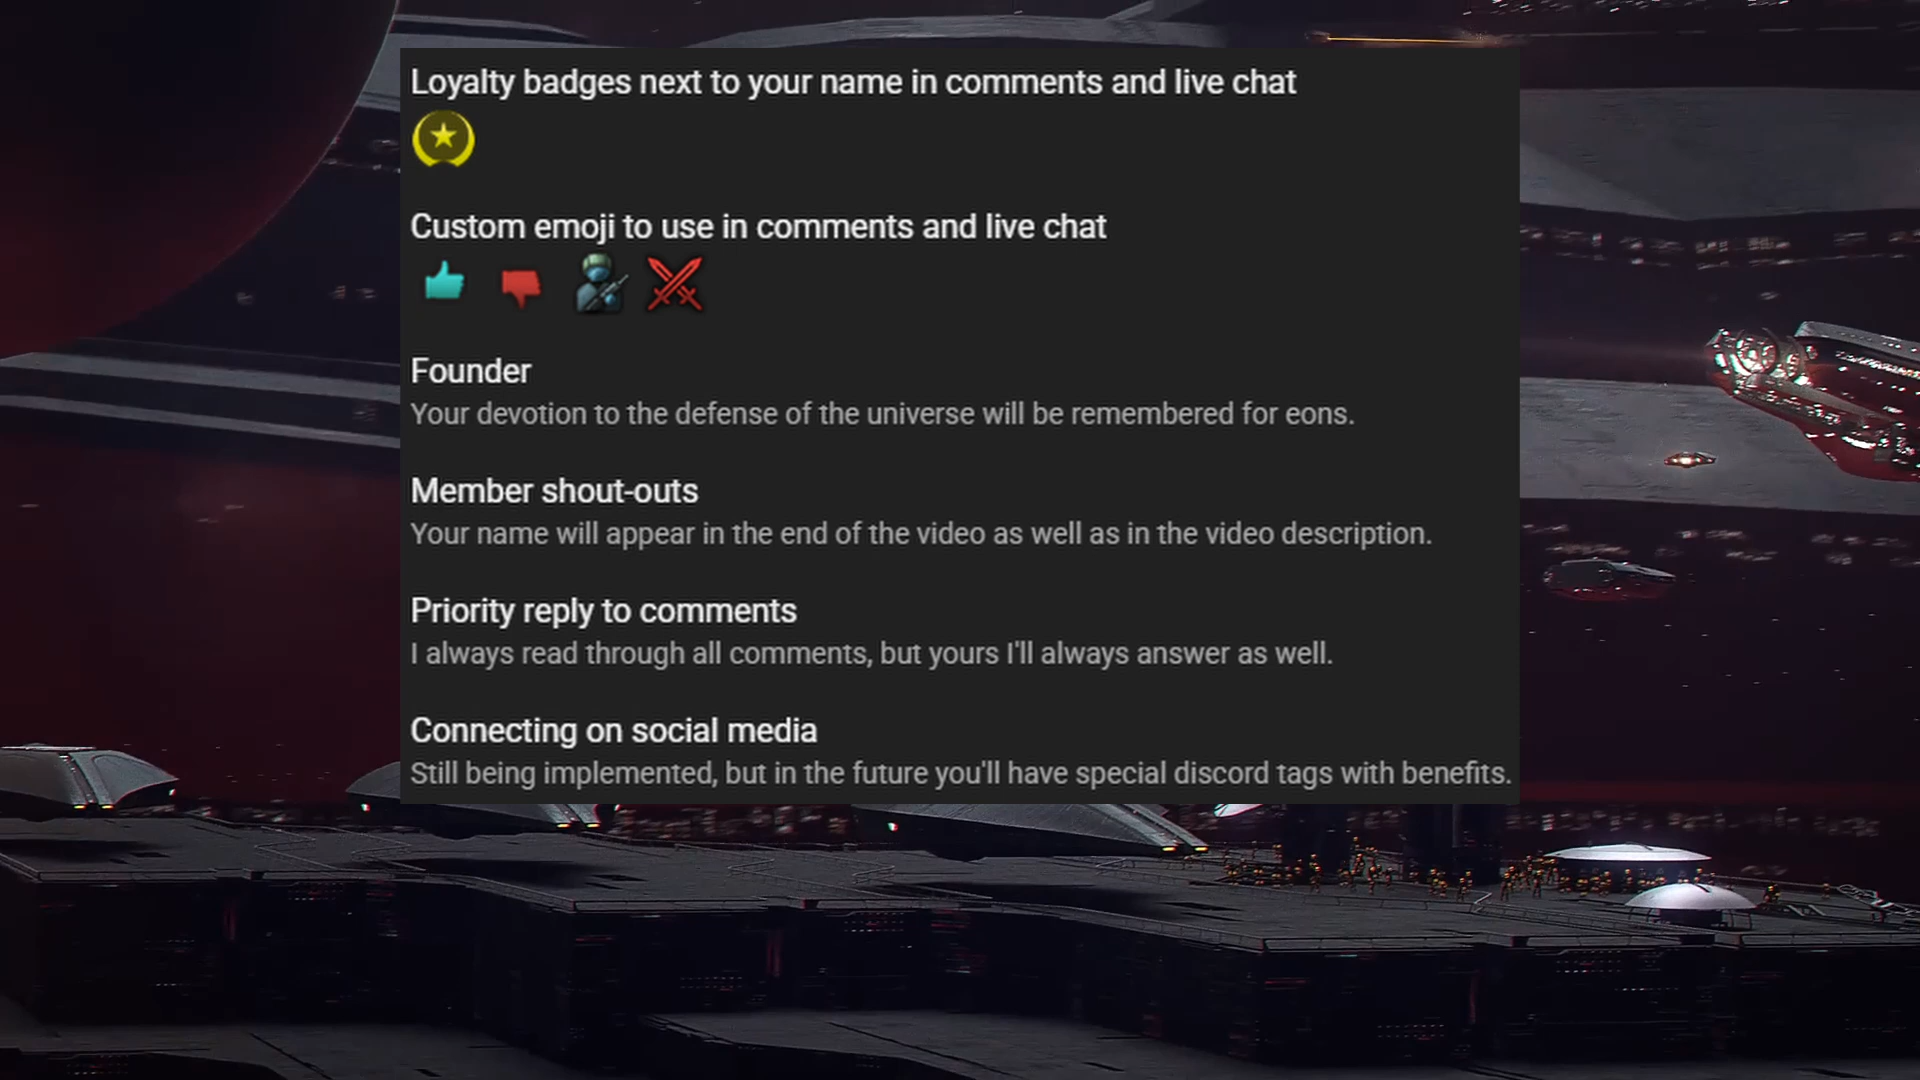 Loyalty badges next to your name in comments and live chat
Custom emoji to use in comments and live chat
Founder
Your devotion to the defense of the universe will be remembered for eons.
Member shout-outs
Your name will appear in the end of the video as well as in the video description.
Priority reply to comments
I always read through all comments, but yours I'll always answer as well.
Connecting on social media
Still being implemented, but in the future you'll have special discord tags with benefits.